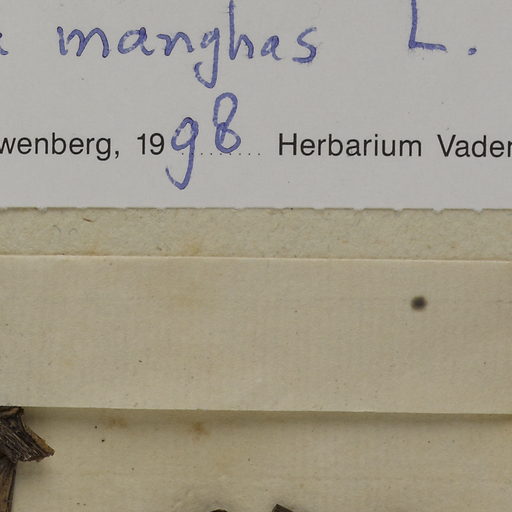 manghas L.
wenberg, 1998 Herbarium Vader